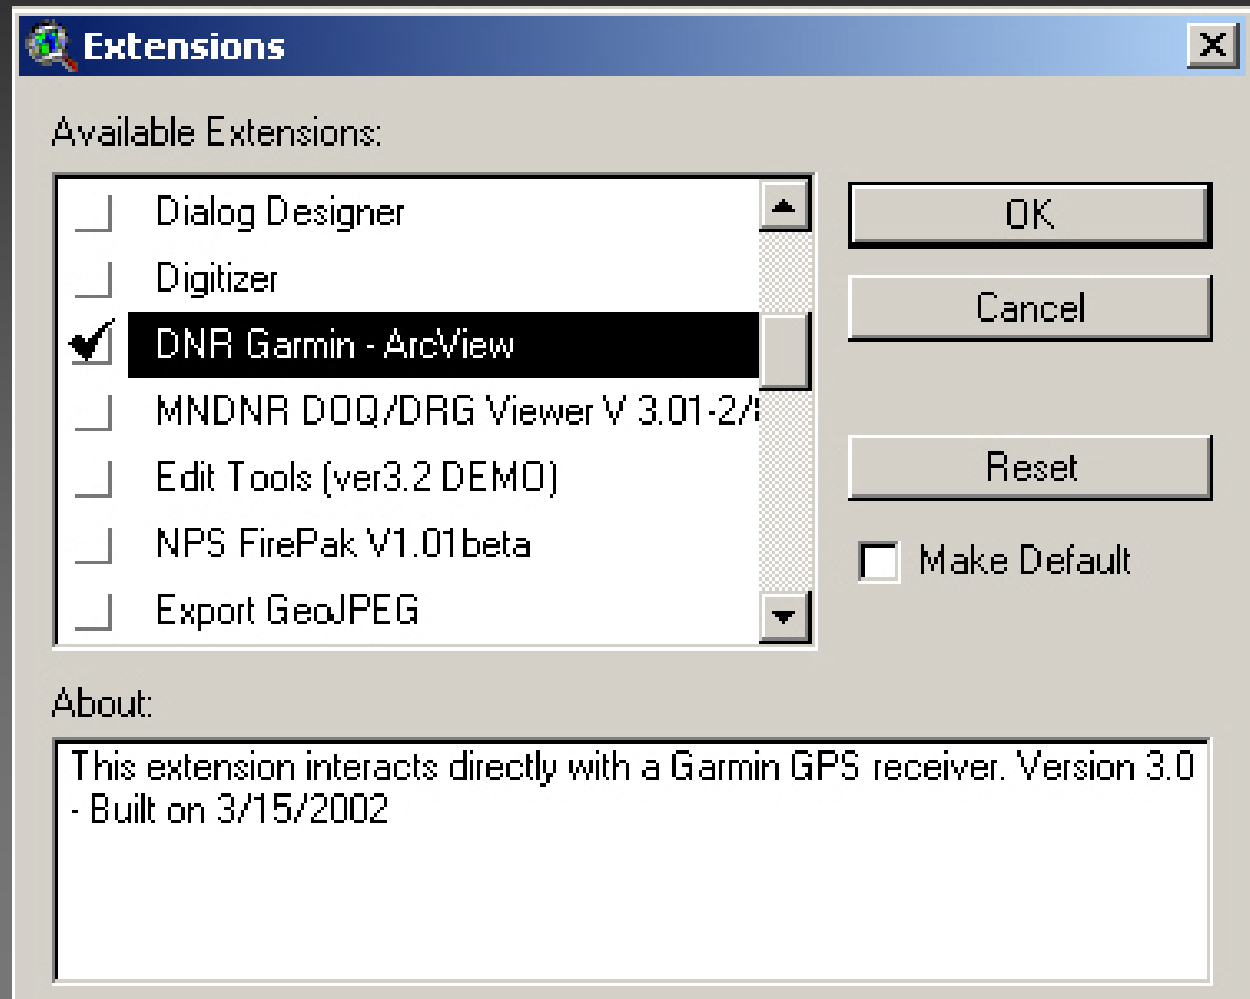 Extensions
Available Extensions:
Dialog Designer
Digitizer
DNR Garmin - ArcView
MNDNR DOQ/DRG Viewer V 3.01-2/
Edit Tools (ver3.2 DEMO)
NPS FirePak V1.01beta
Export GeoJPEG
OK
Cancel
Reset
Make Default
About:
This extension interacts directly with a Garmin GPS receiver. Version 3.0
- Built on 3/15/2002